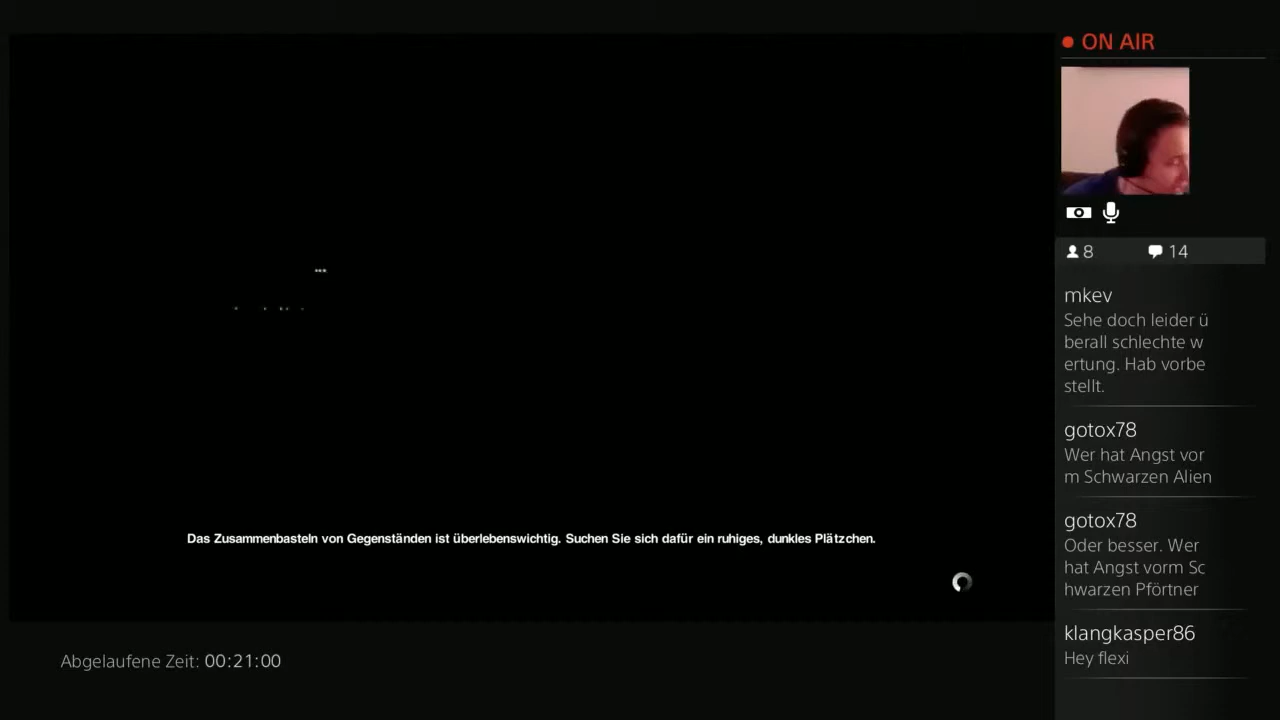 ON AIR
8 14
mkev
Sehe doch leider ü
berall schlechte w
ertung. Hab vorbe
stellt.
gotox78
Wer hat Angst vor
m Schwarzen Alien
gotox78
Oder besser. Wer
hat Angst vorm Sc
hwarzen Pförtner
klangkasper86
Hey flexi
Das Zusammenbasteln von Gegenständen ist überlebenswichtig. Suchen Sie sich dafür ein ruhiges, dunkles Plätzchen.
Abgelaufene Zeit: 00:21:00